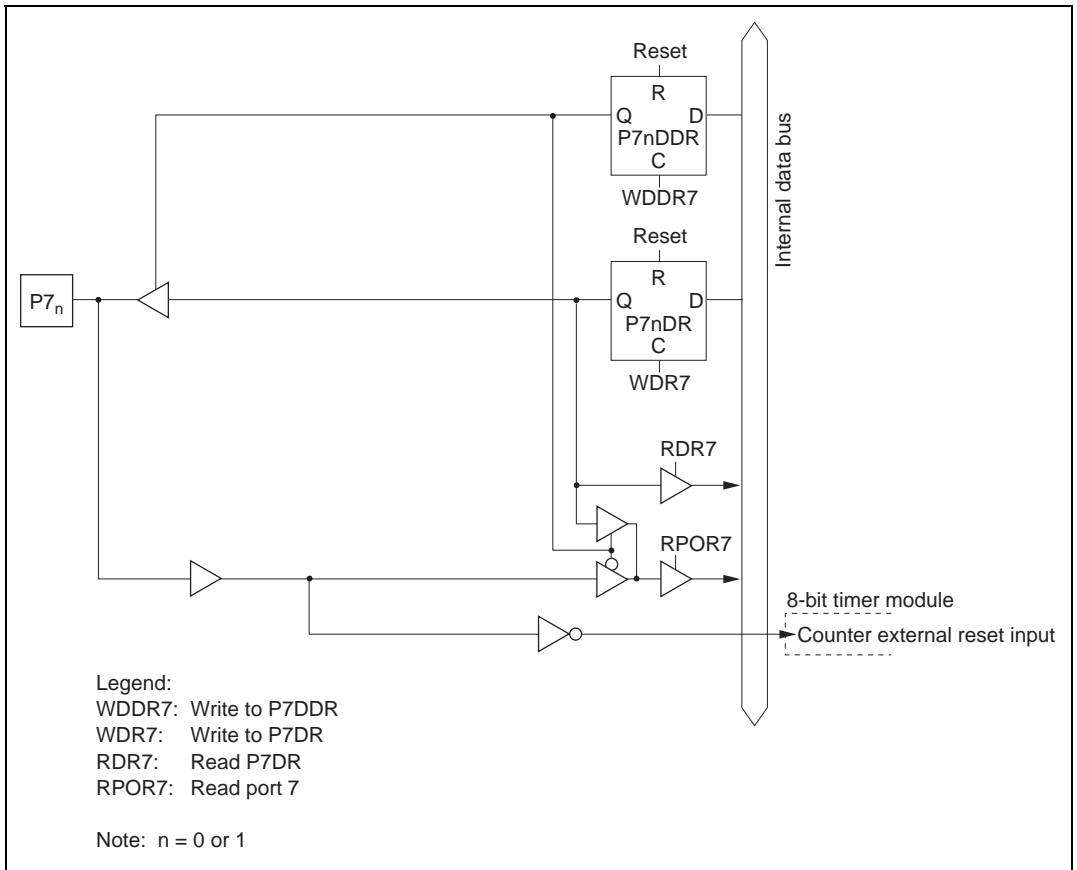 Reset
R
Q D
P7nDDR
C
WDDR7
Internal data bus
Reset
R
P7n
Q D
P7nDR
C
WDR7
RDR7
RPOR7
8-bit timer module
Counter external reset input
Legend:
WDDR7: Write to P7DDR
WDR7: Write to P7DR
RDR7: Read P7DR
RPOR7: Read port 7
Note: n = 0 or 1